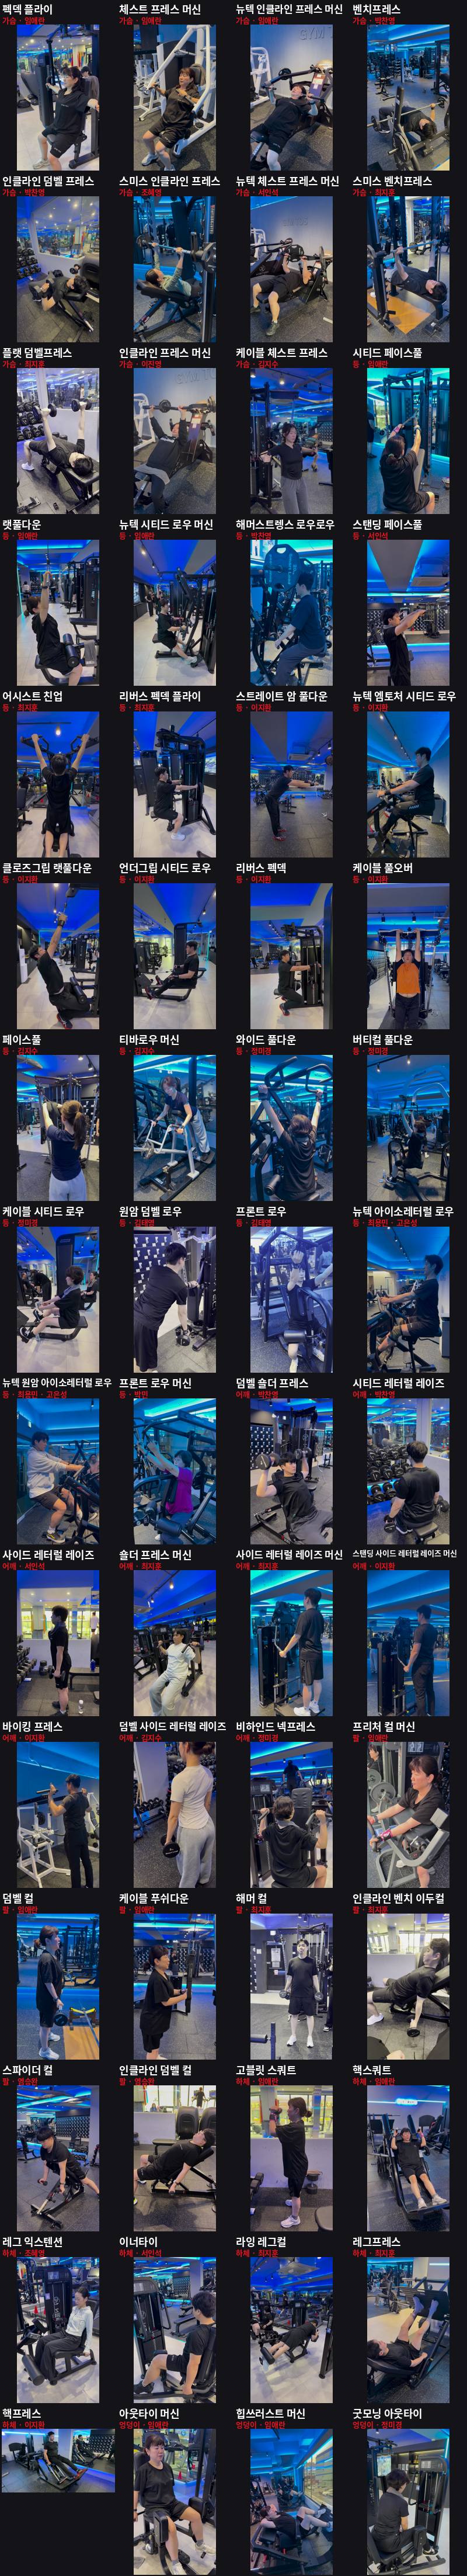 펙덱 플라이
가슴 · 임애란
체스트 프레스 머신
가슴 · 임애란
뉴텍 인클라인 프레스 머신
가슴 · 임애란
벤치프레스
가슴 · 박찬영
인클라인 덤벨 프레스
가슴 · 박찬영
스미스 인클라인 프레스
가슴 · 조혜영
뉴텍 체스트 프레스 머신
가슴 · 서민석
스미스 벤치프레스
가슴 · 최지훈
플랫 덤벨프레스
가슴 · 최지훈
인클라인 프레스 머신
가슴 · 이진형
케이블 체스트 프레스
가슴 · 김지수
시티드 페이스풀
등 · 임애란
랫풀다운
등 · 임애란
뉴텍 시티드 로우 머신
등 · 임애란
해머스트렝스 로우로우
등 · 박찬영
스탠딩 페이스풀
등 · 서민석
어시스트 친업
등 · 최지훈
리버스 펙덱 플라이
등 · 최지훈
스트레이트 암 풀다운
등 · 이지환
뉴텍 엠토처 시티드 로우
등 · 이지환
클로즈그립 랫풀다운
등 · 이지환
언더그립 시티드 로우
등 · 이지환
리버스 펙덱
등 · 이지환
케이블 풀오버
등 · 이지환
페이스풀
등 · 김지수
티바로우 머신
등 · 김지수
와이드 풀다운
등 · 정미경
버티컬 풀다운
등 · 정미경
케이블 시티드 로우
등 · 정미경
원암 덤벨 로우
등 · 김태영
프론트 로우
등 · 김태영
뉴텍 아이소레터럴 로우
등 · 최용민 · 고은성
뉴텍 원암 아이소레터럴 로우
등 · 최용민 · 고은성
프론트 로우 머신
등 · 박민
덤벨 숄더 프레스
어깨 · 박찬영
시티드 레터럴 레이즈
어깨 · 박찬영
사이드 레터럴 레이즈
어깨 · 서민석
숄더 프레스 머신
어깨 · 최지훈
사이드 레터럴 레이즈 머신
어깨 · 최지훈
스탠딩 사이드 레터럴 레이즈 머신
어깨 · 이지환
바이킹 프레스
어깨 · 이지환
덤벨 사이드 레터럴 레이즈
어깨 · 김지수
비하인드 넥프레스
어깨 · 정미경
프리처 컬 머신
팔 · 임애란
덤벨 컬
팔 · 임애란
케이블 푸쉬다운
팔 · 임애란
해머 컬
팔 · 최지훈
인클라인 벤치 이두컬
팔 · 최지훈
스파이더 컬
팔 · 염승완
인클라인 덤벨 컬
팔 · 염승완
고블릿 스쿼트
하체 · 임애란
핵스쿼트
하체 · 임애란
레그 익스텐션
하체 · 조혜영
이너타이
하체 · 서민석
라잉 레그컬
하체 · 최지훈
레그프레스
하체 · 최지훈
핵프레스
하체 · 이지환
아웃타이 머신
엉덩이 · 임애란
힙쓰러스트 머신
엉덩이 · 임애란
굿모닝 아웃타이
엉덩이 · 정미경